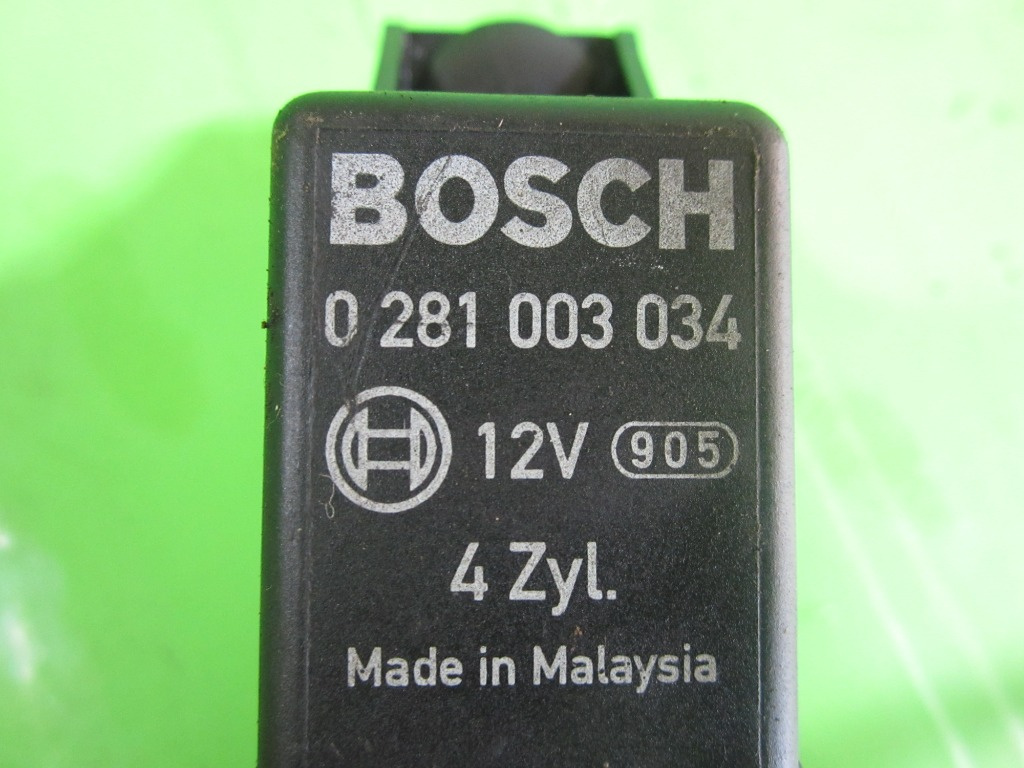 BOSCH
0 281 003 034
12V 905
4 Zyl.
Made in Malaysia